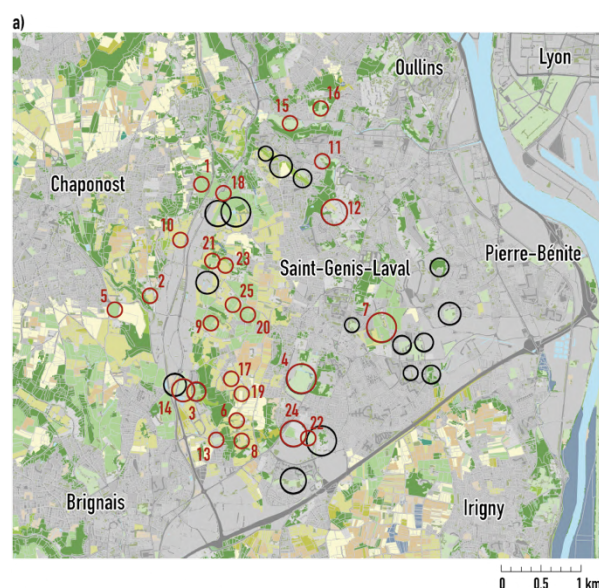 a)
Lyon
Oullins
16
15
11
1
Chaponost
18
12
10
21
Pierre-Bénite
23
Saint-Genis-Laval
2
5
25
7
9
20
4
17
14
3
19
6
24
22
13
8
Brignais
Irigny
0 0.5 1 km